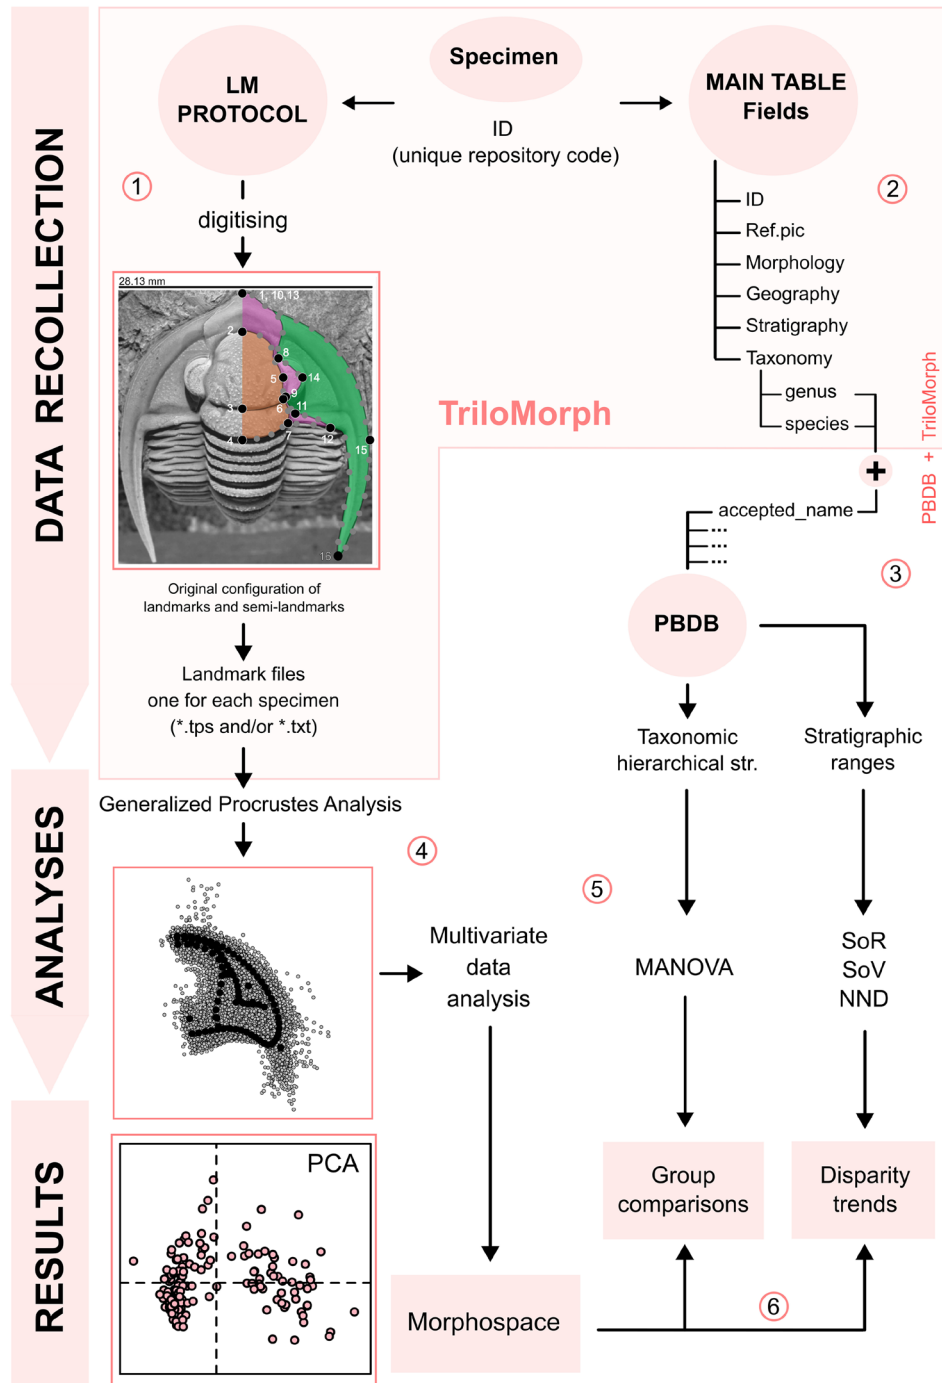 DATA RECOLLECTION
ANALYSES
RESULTS
Specimen
LM
PROTOCOL
ID
(unique repository code)
MAIN TABLE
Fields
1
2
digitising
ID
Ref.pic
Morphology
Geography
Stratigraphy
Taxonomy
genus
species
28.13 mm
1, 10,13
2
8
5
14
9
3
6
11
7
12
4
15
16
TriloMorph
PBDB + TriloMorph
+
accepted_name
...
...
...
3
Original configuration of
landmarks and semi-landmarks
PBDB
Landmark files
one for each specimen
(*.tps and/or *.txt)
Taxonomic
hierarchical str.
Stratigraphic
ranges
Generalized Procrustes Analysis
4
5
Multivariate
data
analysis
MANOVA
SoR
SoV
NND
PCA
Group
comparisons
Disparity
trends
6
Morphospace